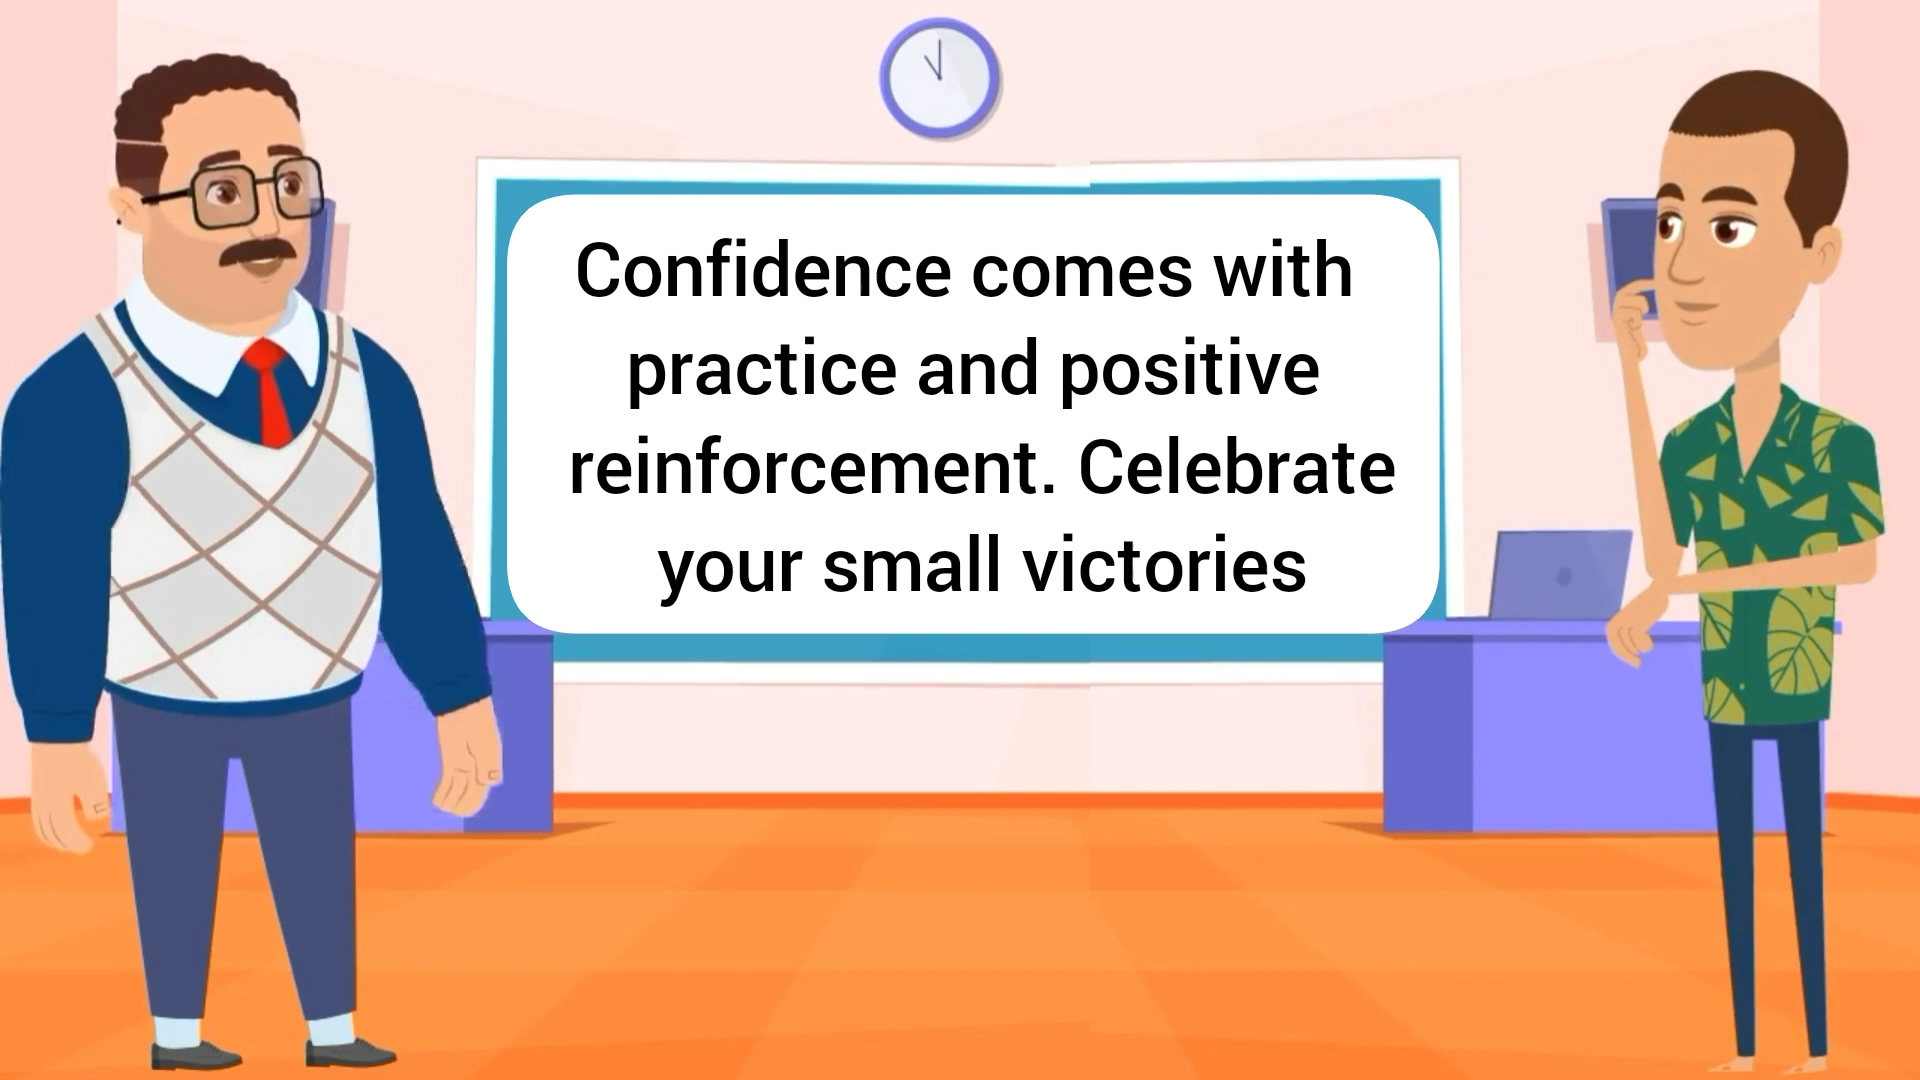 Confidence comes with
practice and positive
reinforcement. Celebrate
your small victories